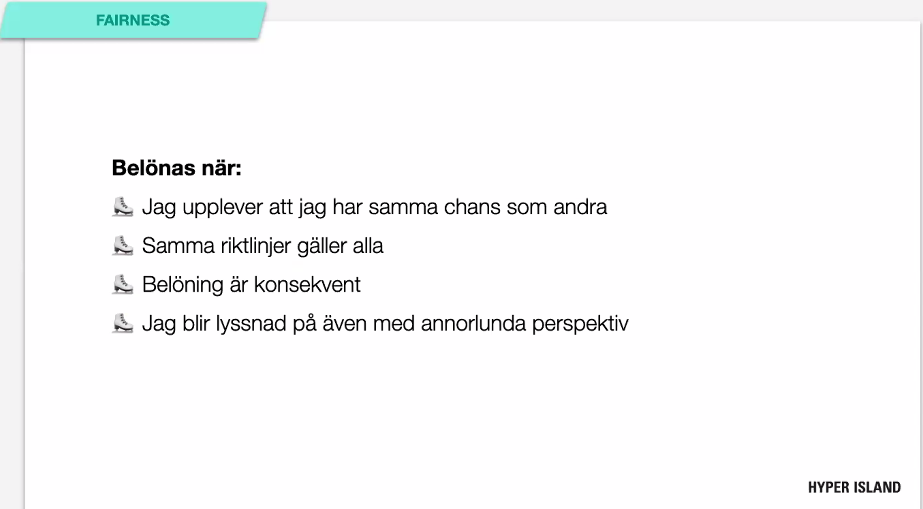 FAIRNESS
Belönas när:
Jag upplever att jag har samma chans som andra
Samma riktlinjer gäller alla
Belöning är konsekvent
Jag blir lyssnad på även med annorlunda perspektiv
HYPER ISLAND